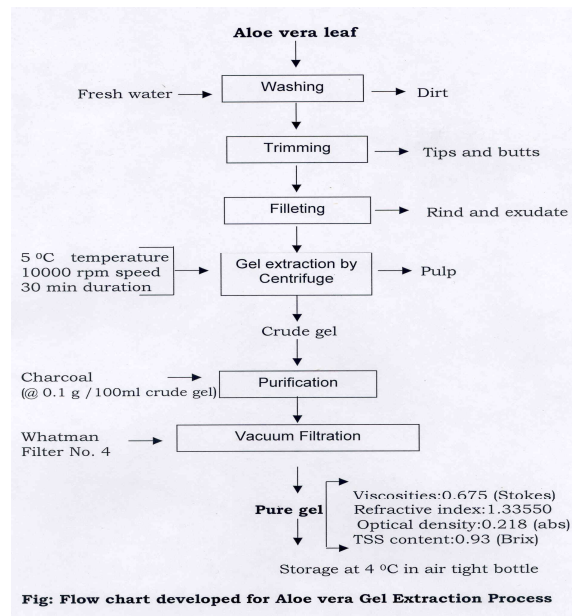 Aloe vera leaf
Fresh water
Washing
Dirt
Trimming
Tips and butts
Filleting
Rind and exudate
5 ⁰C temperature
10000 rpm speed
30 min duration
Gel extraction by
Centrifuge
Pulp
Crude gel
Charcoal
(@ 0.1 g /100ml crude gel)
Purification
Whatman
Filter No. 4
Vacuum Filtration
Pure gel
Viscosities:0.675 (Stokes)
Refractive index:1.33550
Optical density:0.218 (abs)
TSS content:0.93 (Brix)
Storage at 4 ⁰C in air tight bottle
Fig: Flow chart developed for Aloe vera Gel Extraction Process